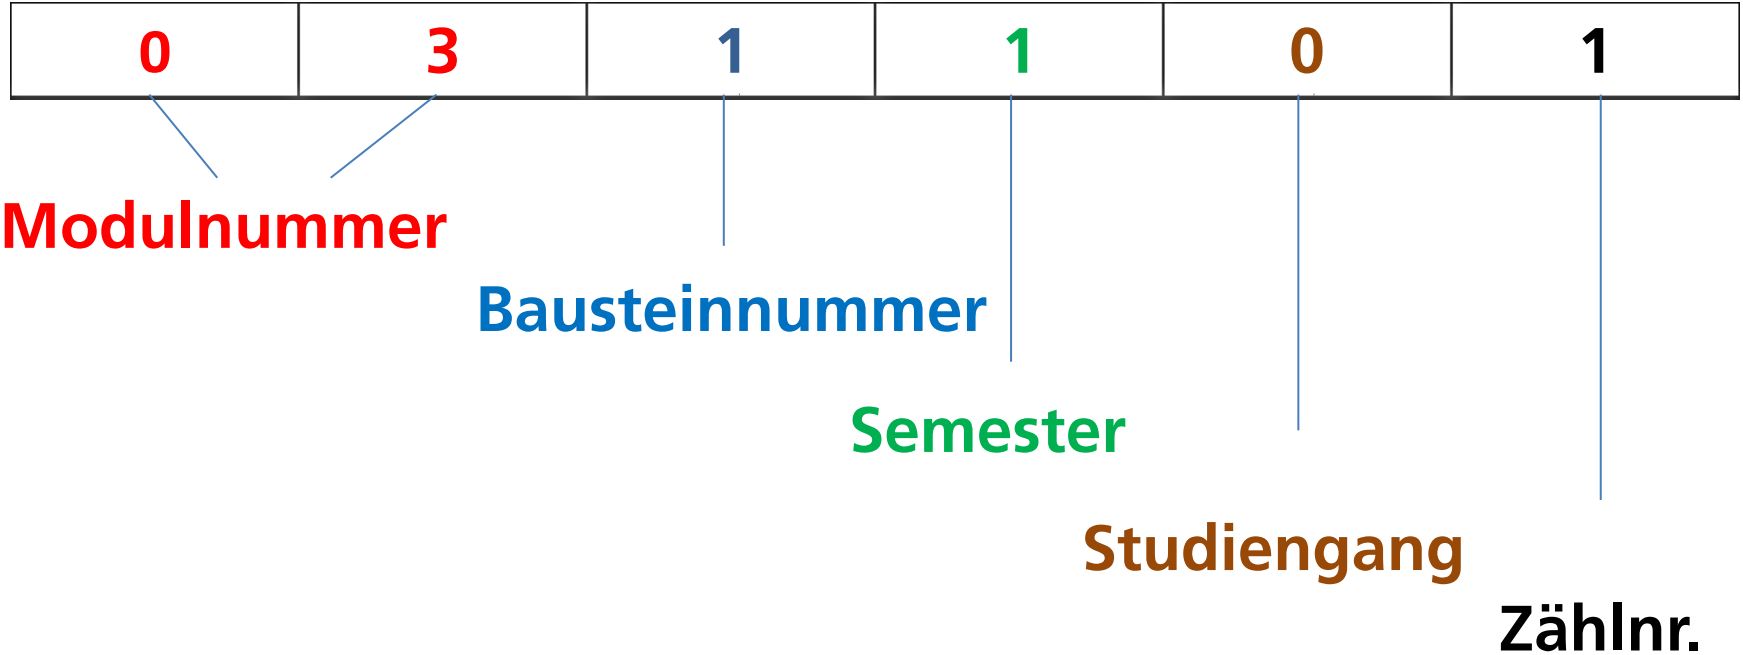 0 3 1 1 0 1
Modulnummer
Bausteinnummer
Semester
Studiengang
Zählnr.